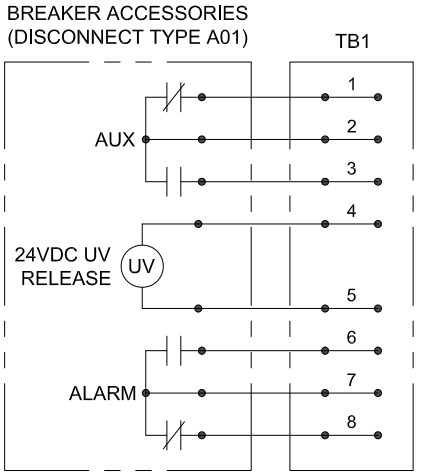 BREAKER ACCESSORIES
(DISCONNECT TYPE A01)
TB1
1
AUX
2
3
4
24VDC UV
RELEASE
UV
5
6
ALARM
7
8